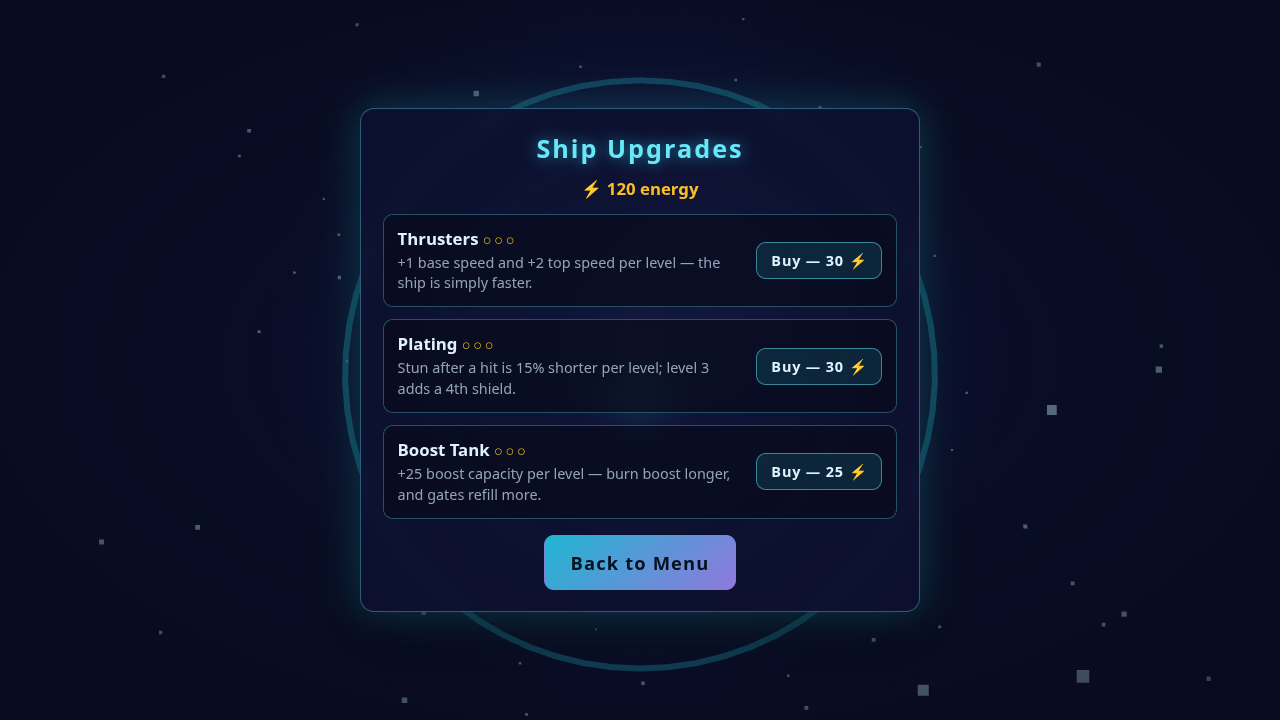 Ship Upgrades
⚡ 120 energy
Thrusters ○○○
+1 base speed and +2 top speed per level — the
ship is simply faster.
Buy — 30 ⚡
Plating ○○○
Stun after a hit is 15% shorter per level; level 3
adds a 4th shield.
Buy — 30 ⚡
Boost Tank ○○○
+25 boost capacity per level — burn boost longer,
and gates refill more.
Buy — 25 ⚡
Back to Menu